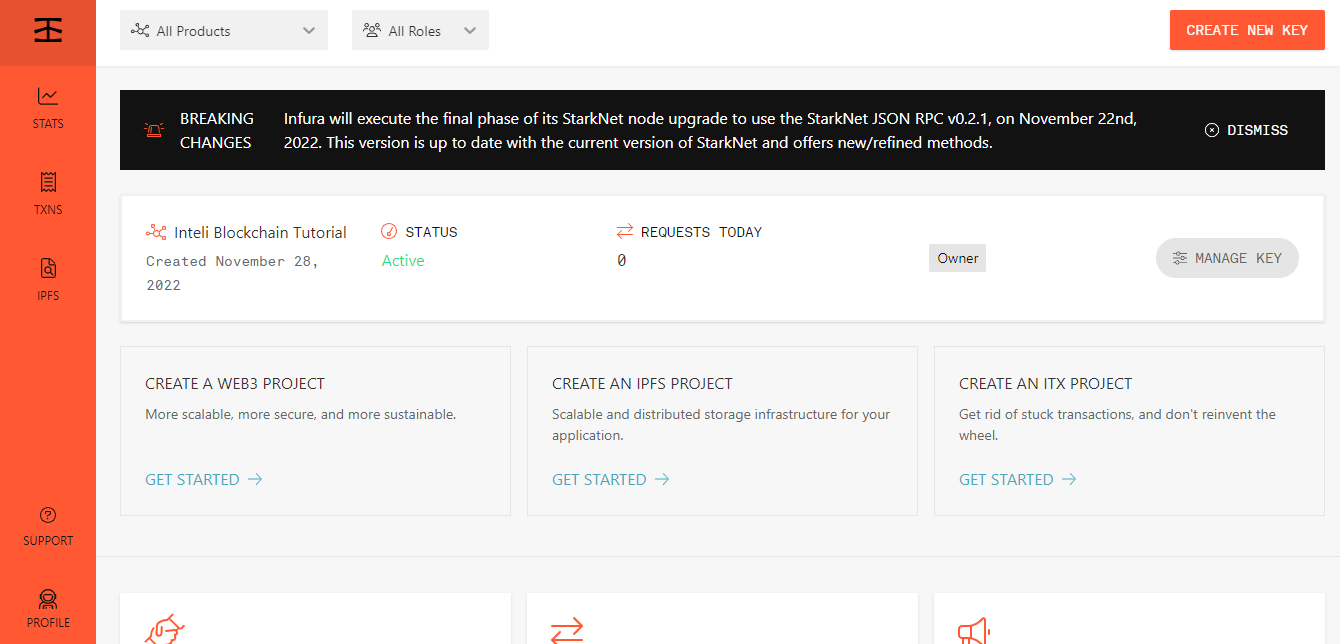 All Products
All Roles
CREATE NEW KEY
STATS
TXNS
IPFS
SUPPORT
PROFILE
BREAKING
CHANGES
Infura will execute the final phase of its StarkNet node upgrade to use the StarkNet JSON RPC v0.2.1, on November 22nd,
2022. This version is up to date with the current version of StarkNet and offers new/refined methods.
DISMISS
Inteli Blockchain Tutorial
Created November 28,
2022
STATUS
Active
REQUESTS TODAY
0
Owner
MANAGE KEY
CREATE A WEB3 PROJECT
More scalable, more secure, and more sustainable.
GET STARTED
CREATE AN IPFS PROJECT
Scalable and distributed storage infrastructure for your
application.
GET STARTED
CREATE AN ITX PROJECT
Get rid of stuck transactions, and don't reinvent the
wheel.
GET STARTED